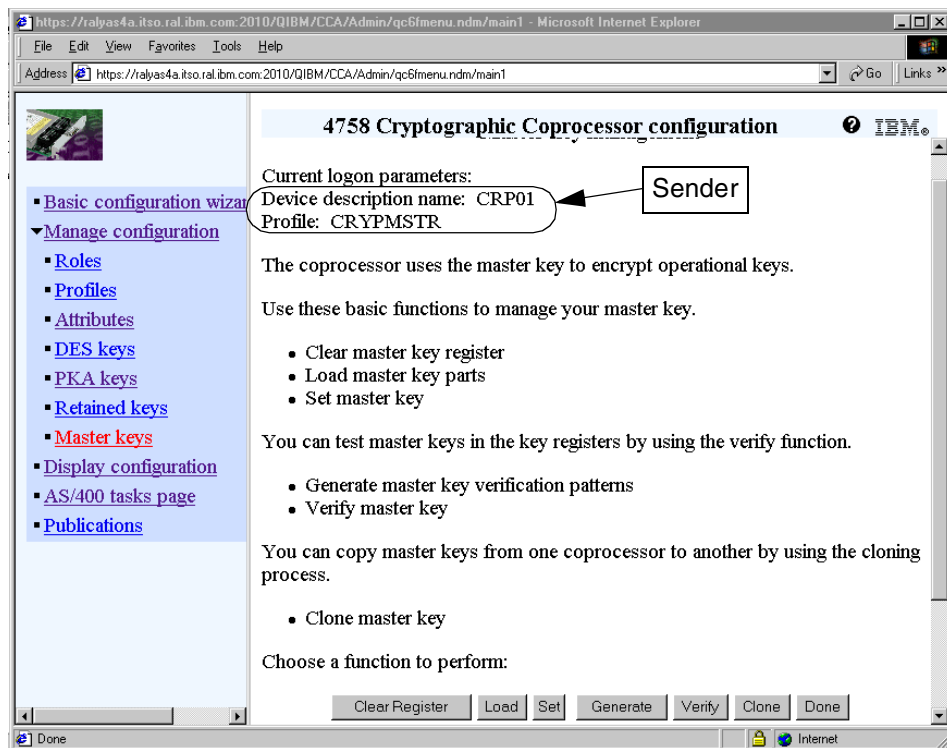 https://ralyas4a.itso.ral.ibm.com:2010/QIBM/CCA/Admin/qc6fmenu.ndm/main1 - Microsoft Internet Explorer
File Edit View Favorites Tools Help
Address https://ralyas4a.itso.ral.ibm.com:2010/QIBM/CCA/Admin/qc6fmenu.ndm/main1 Go Links »
4758 Cryptographic Coprocessor configuration ? IBM®
Current logon parameters:
Device description name: CRP01
Profile: CRYPMSTR
Sender
Basic configuration wizar
Manage configuration
Roles
Profiles
Attributes
DES keys
PKA keys
Retained keys
Master keys
Display configuration
AS/400 tasks page
Publications
The coprocessor uses the master key to encrypt operational keys.
Use these basic functions to manage your master key.
• Clear master key register
• Load master key parts
• Set master key
You can test master keys in the key registers by using the verify function.
• Generate master key verification patterns
• Verify master key
You can copy master keys from one coprocessor to another by using the cloning
process.
• Clone master key
Choose a function to perform:
Clear Register Load Set Generate Verify Clone Done
Done Internet